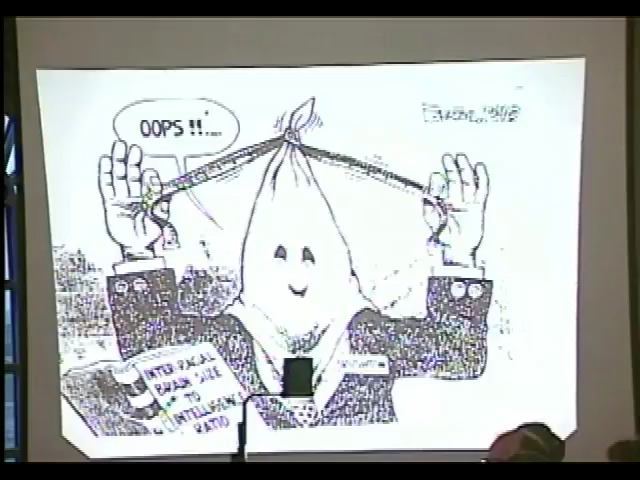 OOPS !!...
INTER-RACIAL
BRAIN SIZE
TO
INTELLIGENCE
RATIO